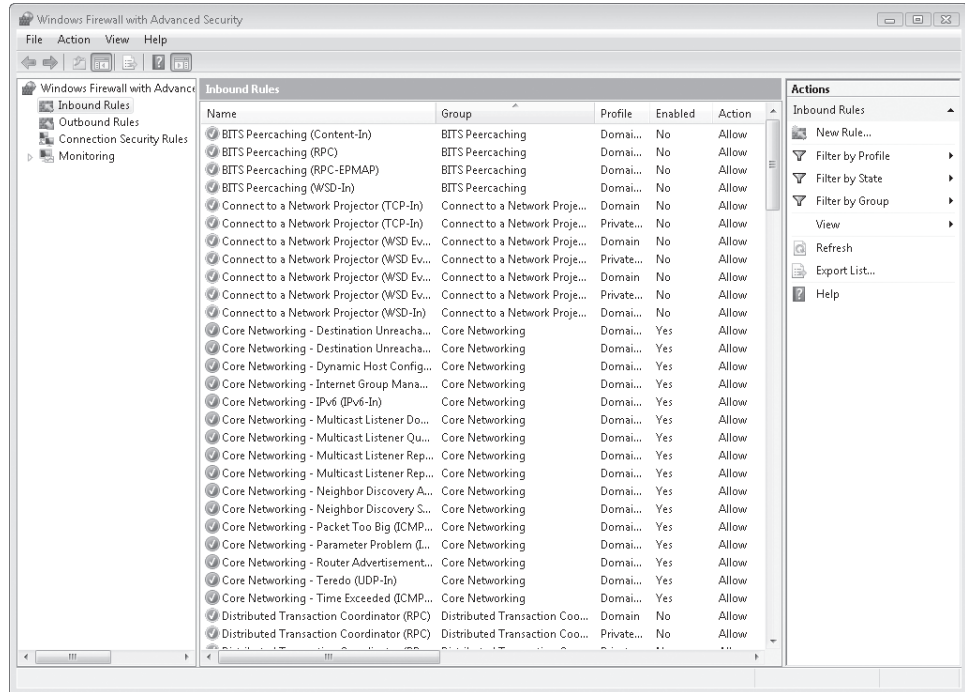 Windows Firewall with Advanced Security
File Action View Help
Windows Firewall with Advance
Inbound Rules
Outbound Rules
Connection Security Rules
Monitoring
Inbound Rules
Name Group Profile Enabled Action
BITS Peercaching (Content-In) BITS Peercaching Domai... No Allow
BITS Peercaching (RPC) BITS Peercaching Domai... No Allow
BITS Peercaching (RPC-EPMAP) BITS Peercaching Domai... No Allow
BITS Peercaching (WSD-In) BITS Peercaching Domai... No Allow
Connect to a Network Projector (TCP-In) Connect to a Network Proje... Domain No Allow
Connect to a Network Projector (TCP-In) Connect to a Network Proje... Private... No Allow
Connect to a Network Projector (WSD Ev... Connect to a Network Proje... Domain No Allow
Connect to a Network Projector (WSD Ev... Connect to a Network Proje... Private... No Allow
Connect to a Network Projector (WSD Ev... Connect to a Network Proje... Domain No Allow
Connect to a Network Projector (WSD Ev... Connect to a Network Proje... Private... No Allow
Connect to a Network Projector (WSD-In) Connect to a Network Proje... Domai... No Allow
Core Networking - Destination Unreacha... Core Networking Domai... Yes Allow
Core Networking - Destination Unreacha... Core Networking Domai... Yes Allow
Core Networking - Dynamic Host Config... Core Networking Domai... Yes Allow
Core Networking - Internet Group Mana... Core Networking Domai... Yes Allow
Core Networking - IPv6 (IPv6-In) Core Networking Domai... Yes Allow
Core Networking - Multicast Listener Do... Core Networking Domai... Yes Allow
Core Networking - Multicast Listener Qu... Core Networking Domai... Yes Allow
Core Networking - Multicast Listener Rep... Core Networking Domai... Yes Allow
Core Networking - Multicast Listener Rep... Core Networking Domai... Yes Allow
Core Networking - Neighbor Discovery A... Core Networking Domai... Yes Allow
Core Networking - Neighbor Discovery S... Core Networking Domai... Yes Allow
Core Networking - Packet Too Big (ICMP... Core Networking Domai... Yes Allow
Core Networking - Parameter Problem (I... Core Networking Domai... Yes Allow
Core Networking - Router Advertisement... Core Networking Domai... Yes Allow
Core Networking - Teredo (UDP-In) Core Networking Domai... Yes Allow
Core Networking - Time Exceeded (ICMP... Core Networking Domai... Yes Allow
Distributed Transaction Coordinator (RPC) Distributed Transaction Coo... Domain No Allow
Distributed Transaction Coordinator (RPC) Distributed Transaction Coo... Private... No Allow
Actions
Inbound Rules
New Rule...
Filter by Profile
Filter by State
Filter by Group
View
Refresh
Export List...
Help